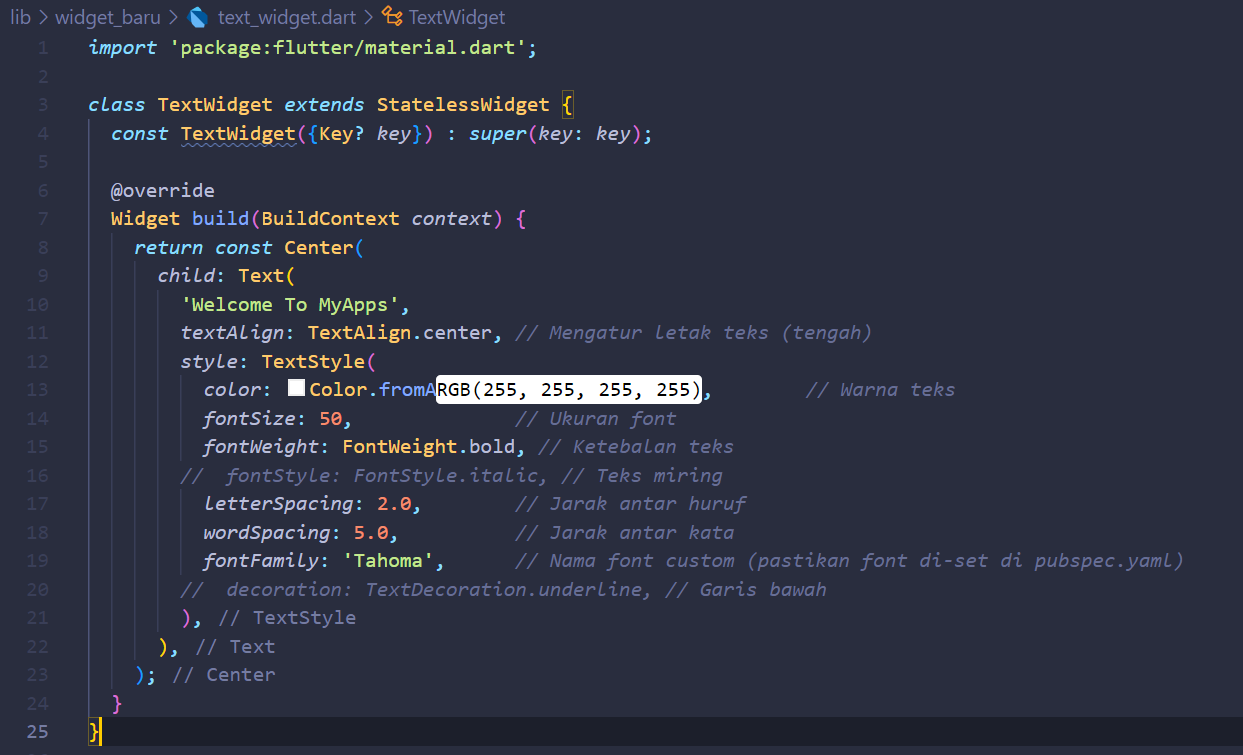 lib > widget_baru > text_widget.dart > TextWidget
1 import 'package:flutter/material.dart';
2
3 class TextWidget extends StatelessWidget {
4 const TextWidget({Key? key}) : super(key: key);
5
6 @override
7 Widget build(BuildContext context) {
8 return const Center(
9 child: Text(
10 'Welcome To MyApps',
11 textAlign: TextAlign.center, // Mengatur letak teks (tengah)
12 style: TextStyle(
13 color: Color.fromARGB(255, 255, 255, 255), // Warna teks
14 fontSize: 50, // Ukuran font
15 fontWeight: FontWeight.bold, // Ketebalan teks
16 // fontStyle: FontStyle.italic, // Teks miring
17 letterSpacing: 2.0, // Jarak antar huruf
18 wordSpacing: 5.0, // Jarak antar kata
19 fontFamily: 'Tahoma', // Nama font custom (pastikan font di-set di pubspec.yaml)
20 // decoration: TextDecoration.underline, // Garis bawah
21 ), // TextStyle
22 ), // Text
23 ); // Center
24 }
25 }